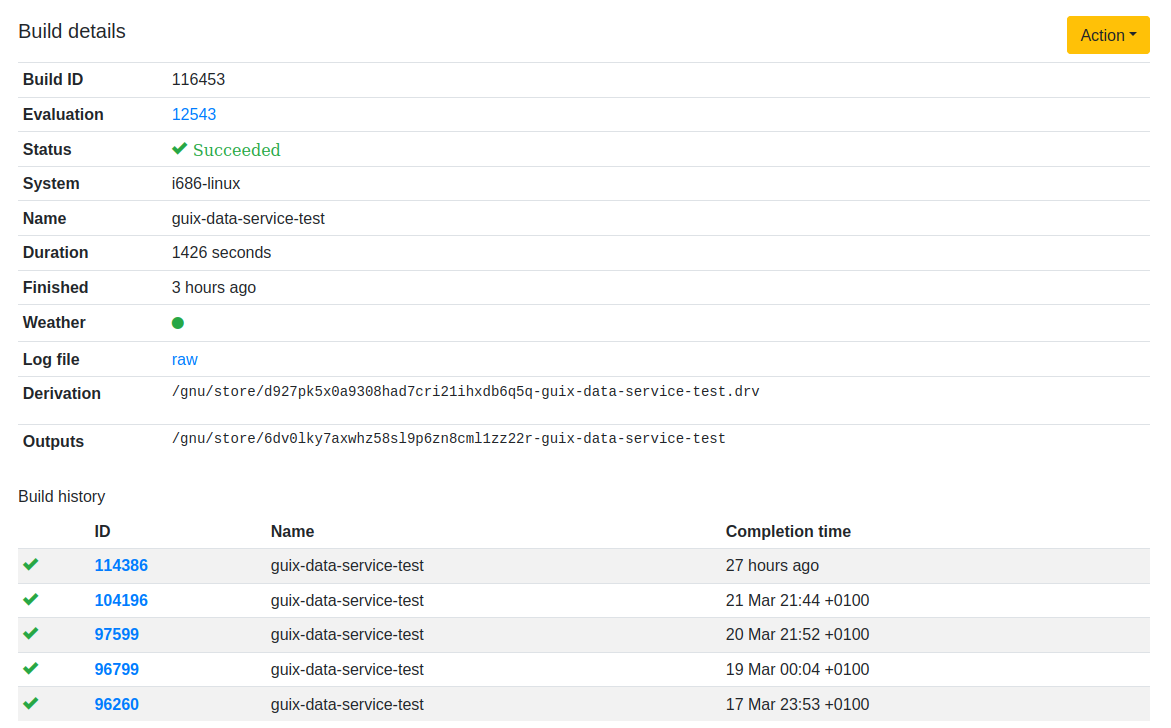 Build details
Action
Build ID 116453
Evaluation 12543
Status Succeeded
System i686-linux
Name guix-data-service-test
Duration 1426 seconds
Finished 3 hours ago
Weather
Log file raw
Derivation /gnu/store/d927pk5x0a9308had7cri21ihxdb6q5q-guix-data-service-test.drv
Outputs /gnu/store/6dv0lky7axwhz58sl9p6zn8cml1zz22r-guix-data-service-test
Build history
ID Name Completion time
114386 guix-data-service-test 27 hours ago
104196 guix-data-service-test 21 Mar 21:44 +0100
97599 guix-data-service-test 20 Mar 21:52 +0100
96799 guix-data-service-test 19 Mar 00:04 +0100
96260 guix-data-service-test 17 Mar 23:53 +0100